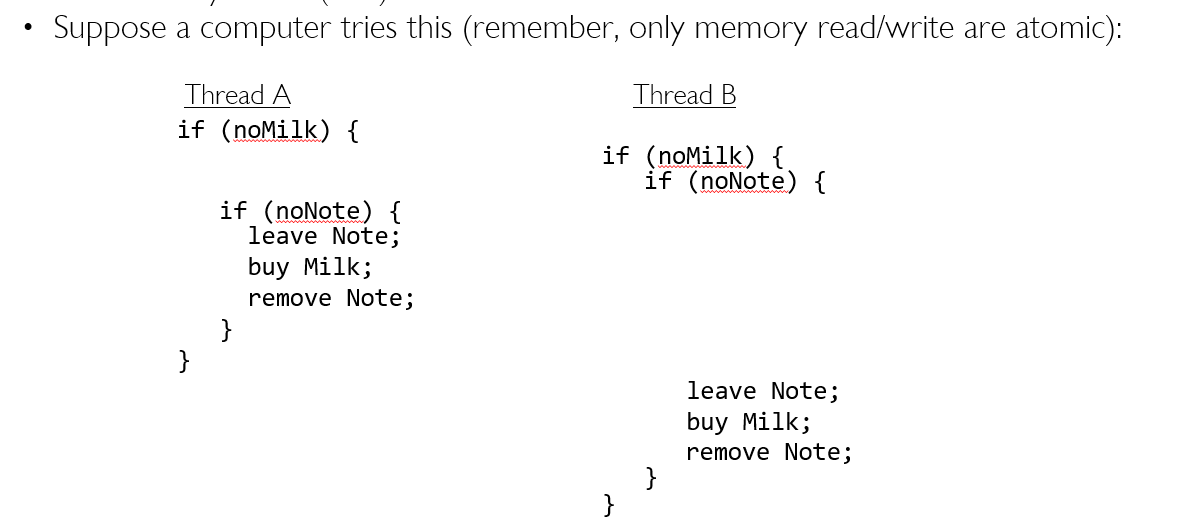 • Suppose a computer tries this (remember, only memory read/write are atomic):
Thread A Thread B
if (noMilk) {
if (noMilk) {
if (noNote) {
if (noNote) {
leave Note;
buy Milk;
remove Note;
}
}
leave Note;
buy Milk;
remove Note;
}
}